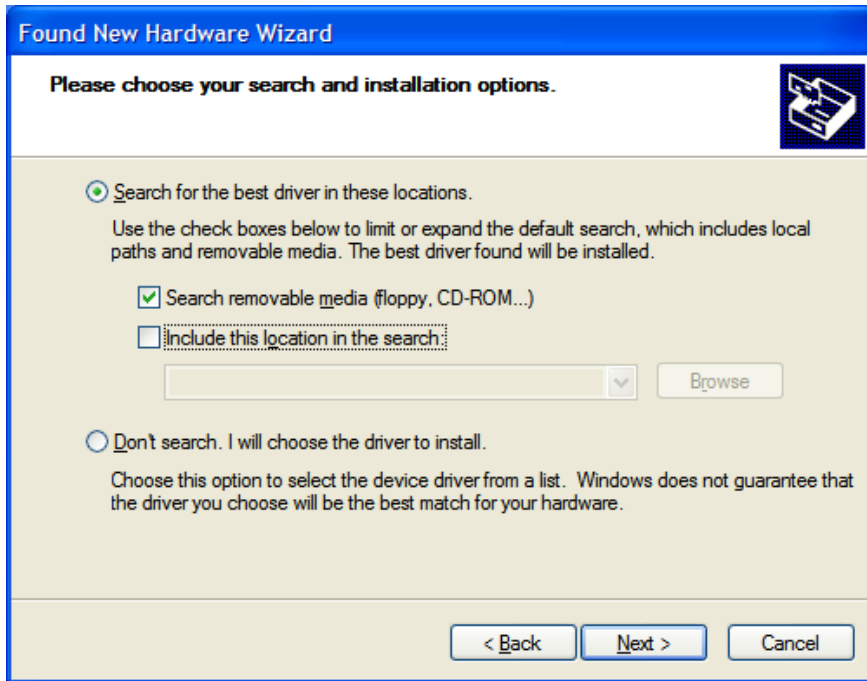 Found New Hardware Wizard
Please choose your search and installation options.
Search for the best driver in these locations.
Use the check boxes below to limit or expand the default search, which includes local
paths and removable media. The best driver found will be installed.
Search removable media (floppy, CD-ROM...)
Include this location in the search:
Browse
Don't search. I will choose the driver to install.
Choose this option to select the device driver from a list.  Windows does not guarantee that
the driver you choose will be the best match for your hardware.
< Back
Next >
Cancel